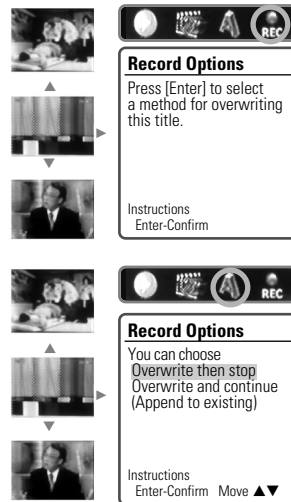 REC
Record Options
Press [Enter] to select
a method for overwriting
this title.
Instructions
Enter-Confirm
REC
Record Options
You can choose
Overwrite then stop
Overwrite and continue
(Append to existing)
Instructions
Enter-Confirm Move ▲▼